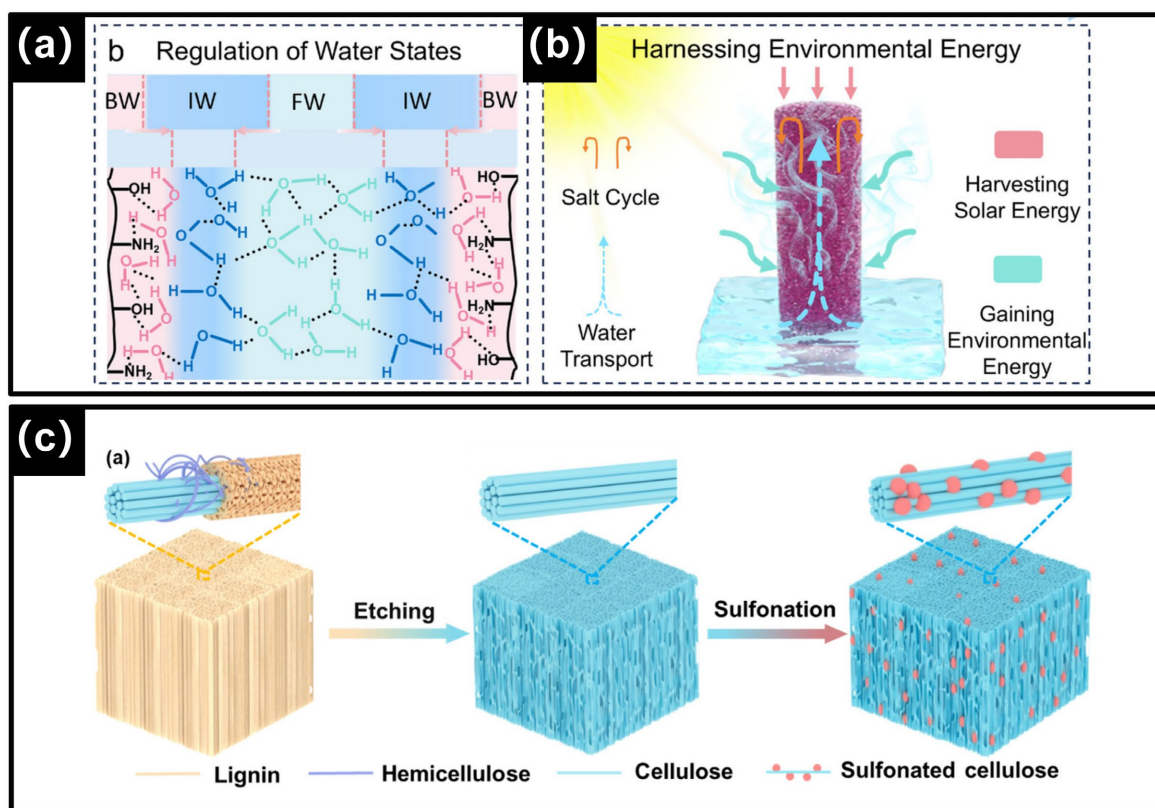 (a)
b Regulation of Water States
BW IW FW IW BW
OH H O H H O H H O H H O H HO
NH₂ H O H H O H H O H H₂N
OH H O H H O H H O H H₂N
NH₂ H O H H O H H O H HO
(b)
Harnessing Environmental Energy
Salt Cycle
Water
Transport
Harvesting
Solar Energy
Gaining
Environmental
Energy
(c)
(a)
Etching
Sulfonation
Lignin Hemicellulose Cellulose Sulfonated cellulose